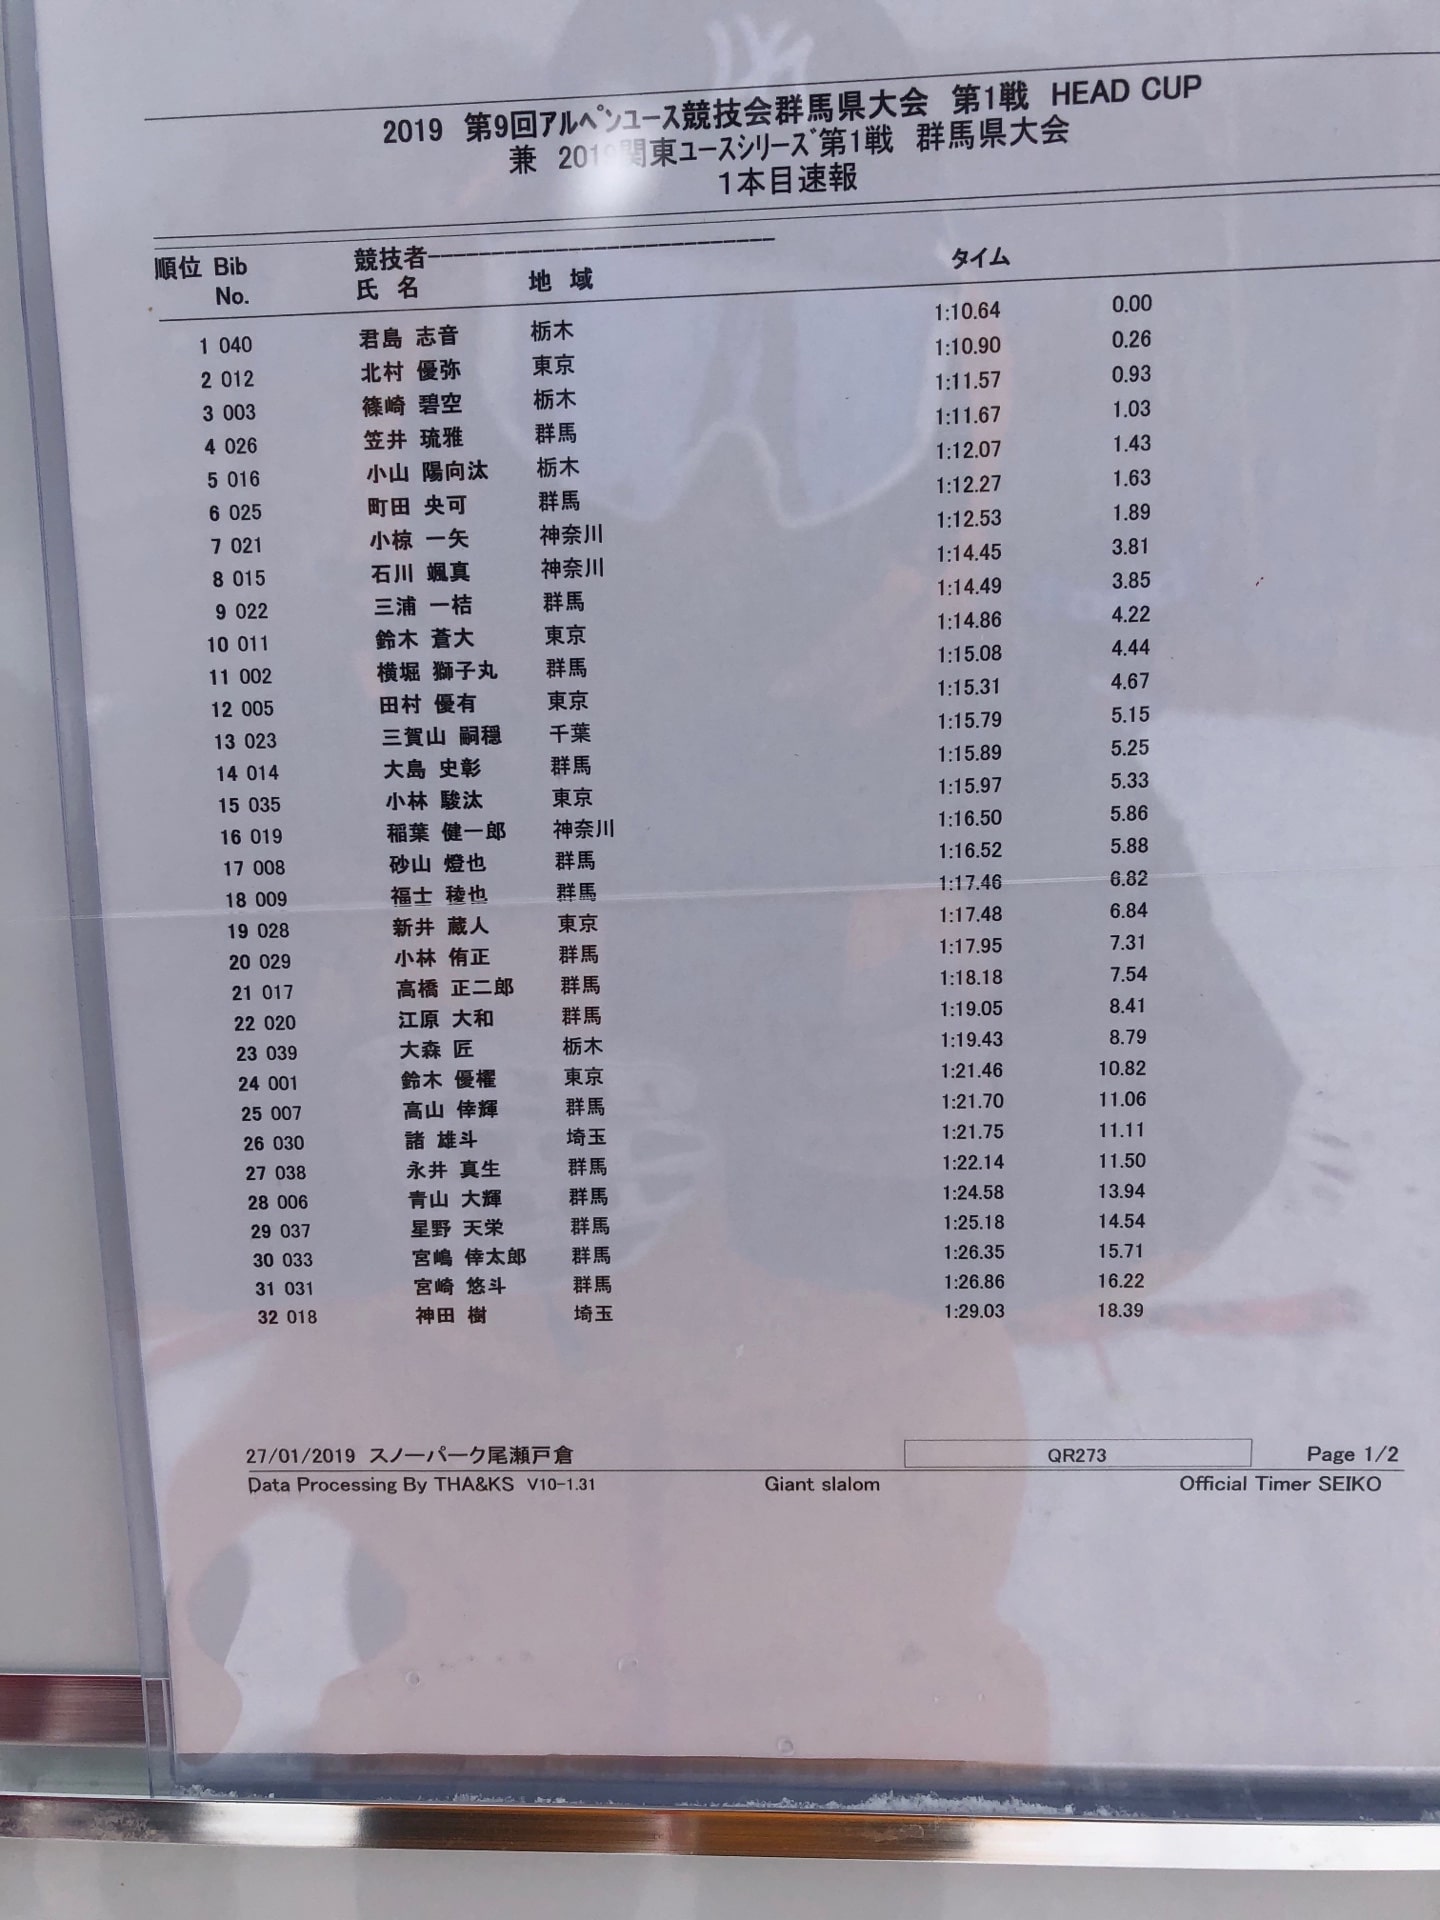 2019 第9回アルペンユース競技会群馬県大会 第1戦 HEAD CUP
兼 2019関東ユースシリーズ第1戦 群馬県大会
1本目速報
順位 Bib No. 競技者 氏名 地域 タイム
1 040 君島 志音 栃木 1:10.64 0.00
2 012 北村 優弥 東京 1:10.90 0.26
3 003 篠崎 碧空 栃木 1:11.57 0.93
4 026 笠井 琉雅 群馬 1:11.67 1.03
5 016 小山 陽向汰 栃木 1:12.07 1.43
6 025 町田 央可 群馬 1:12.27 1.63
7 021 小椋 一矢 神奈川 1:12.53 1.89
8 015 石川 颯真 神奈川 1:14.45 3.81
9 022 三浦 一桔 群馬 1:14.49 3.85
10 011 鈴木 蒼大 東京 1:14.86 4.22
11 002 横堀 獅子丸 群馬 1:15.08 4.44
12 005 田村 優有 東京 1:15.31 4.67
13 023 三賀山 嗣穏 千葉 1:15.79 5.15
14 014 大島 史彰 群馬 1:15.89 5.25
15 035 小林 駿汰 東京 1:15.97 5.33
16 019 稲葉 健一郎 神奈川 1:16.50 5.86
17 008 砂山 燈也 群馬 1:16.52 5.88
18 009 福士 稜也 群馬 1:17.46 6.82
19 028 新井 蔵人 東京 1:17.48 6.84
20 029 小林 侑正 群馬 1:17.95 7.31
21 017 高橋 正二郎 群馬 1:18.18 7.54
22 020 江原 大和 群馬 1:19.05 8.41
23 039 大森 匠 栃木 1:19.43 8.79
24 001 鈴木 優櫂 東京 1:21.46 10.82
25 007 高山 倖輝 群馬 1:21.70 11.06
26 030 諸 雄斗 埼玉 1:21.75 11.11
27 038 永井 真生 群馬 1:22.14 11.50
28 006 青山 大輝 群馬 1:24.58 13.94
29 037 星野 天栄 群馬 1:25.18 14.54
30 033 宮嶋 倖太郎 群馬 1:26.35 15.71
31 031 宮崎 悠斗 群馬 1:26.86 16.22
32 018 神田 樹 埼玉 1:29.03 18.39
27/01/2019 スノーパーク尾瀬戸倉 QR273 Page 1/2
Data Processing By THA&KS V10-1.31 Giant slalom Official Timer SEIKO